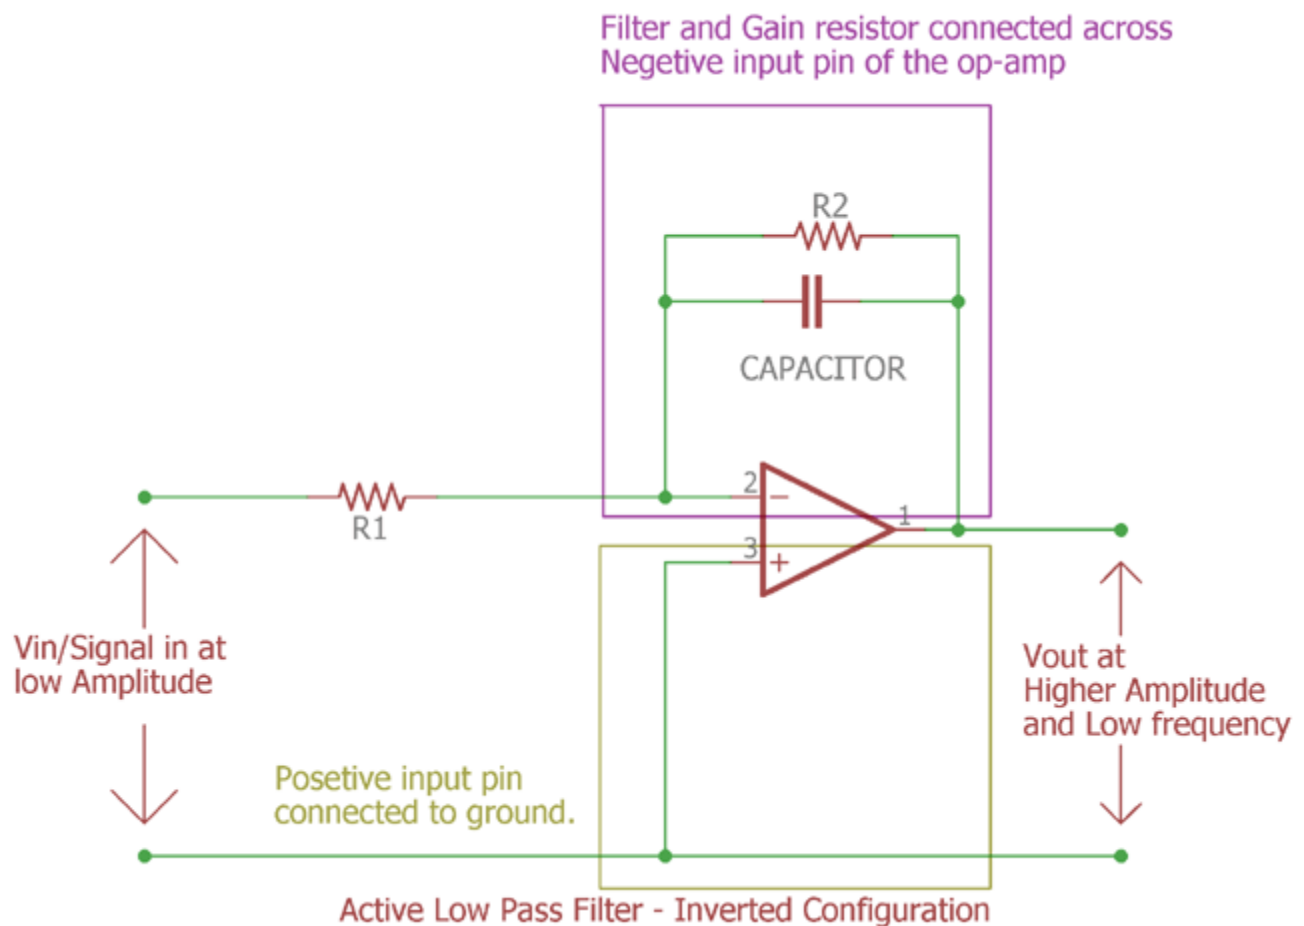 Filter and Gain resistor connected across
Negetive input pin of the op-amp
R2
CAPACITOR
2
−
1
R1
3
+
Vin/Signal in at
low Amplitude
Vout at
Higher Amplitude
and Low frequency
Posetive input pin
connected to ground.
Active Low Pass Filter - Inverted Configuration